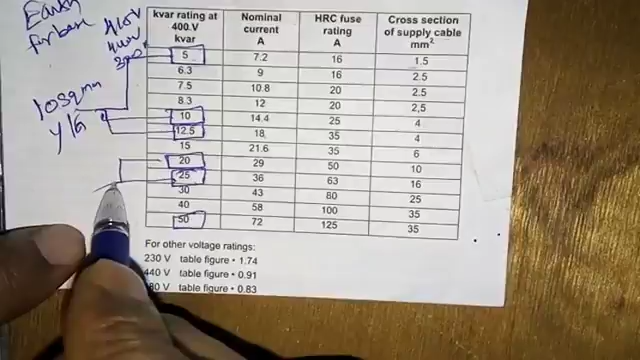 Earth
for
415V
440V
10sqmm
Y/G
kvar rating at 400.V kvar | Nominal current A | HRC fuse rating A | Cross section of supply cable mm²
5 | 7.2 | 16 | 1.5
6.3 | 9 | 16 | 2.5
7.5 | 10.8 | 20 | 2.5
8.3 | 12 | 20 | 2,5
10 | 14.4 | 25 | 4
12.5 | 18 | 35 | 4
15 | 21.6 | 35 | 6
20 | 29 | 50 | 10
25 | 36 | 63 | 16
30 | 43 | 80 | 25
40 | 58 | 100 | 35
50 | 72 | 125 | 35
For other voltage ratings:
230 V table figure • 1.74
440 V table figure • 0.91
80 V table figure • 0.83